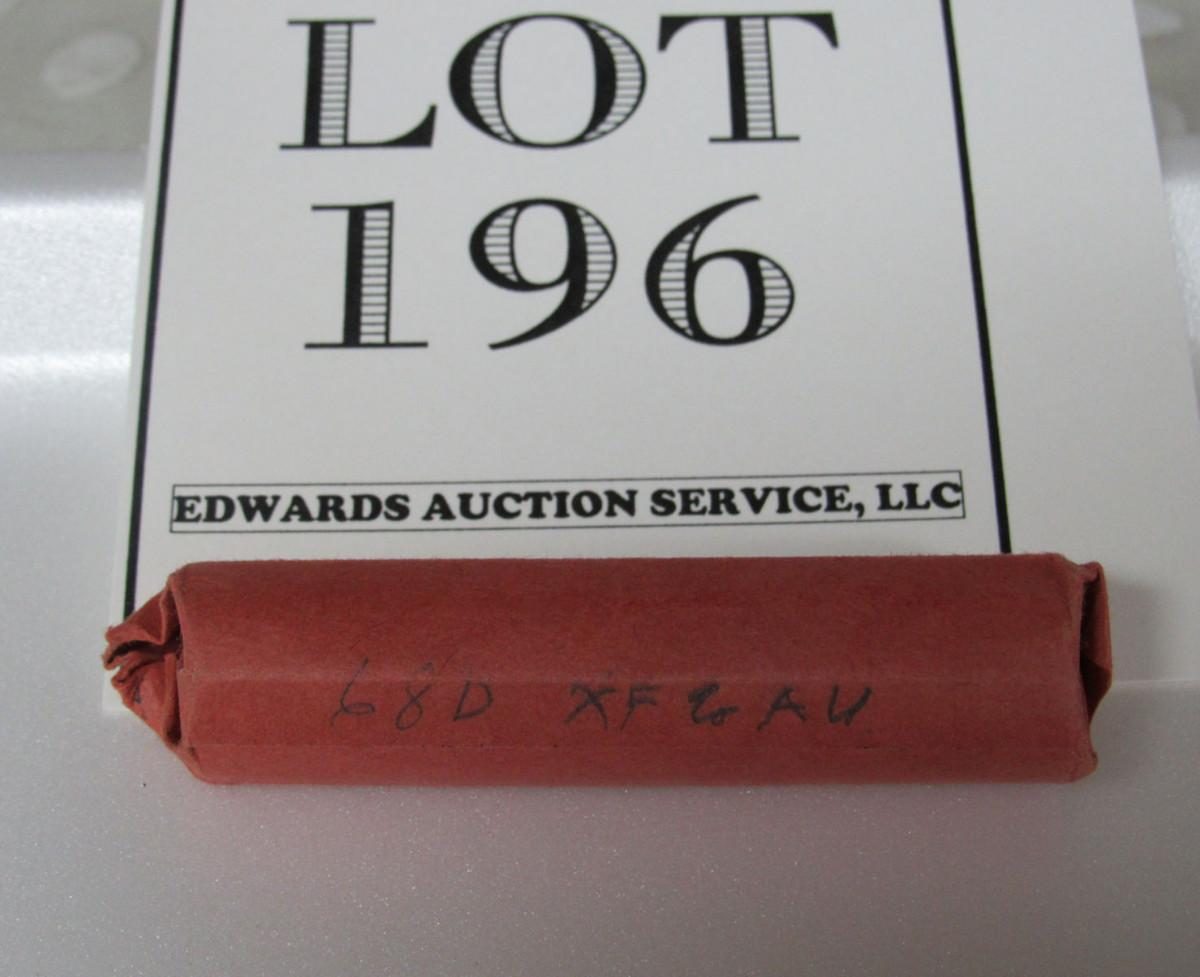 LOT
196
EDWARDS AUCTION SERVICE, LLC
68D XF & AU